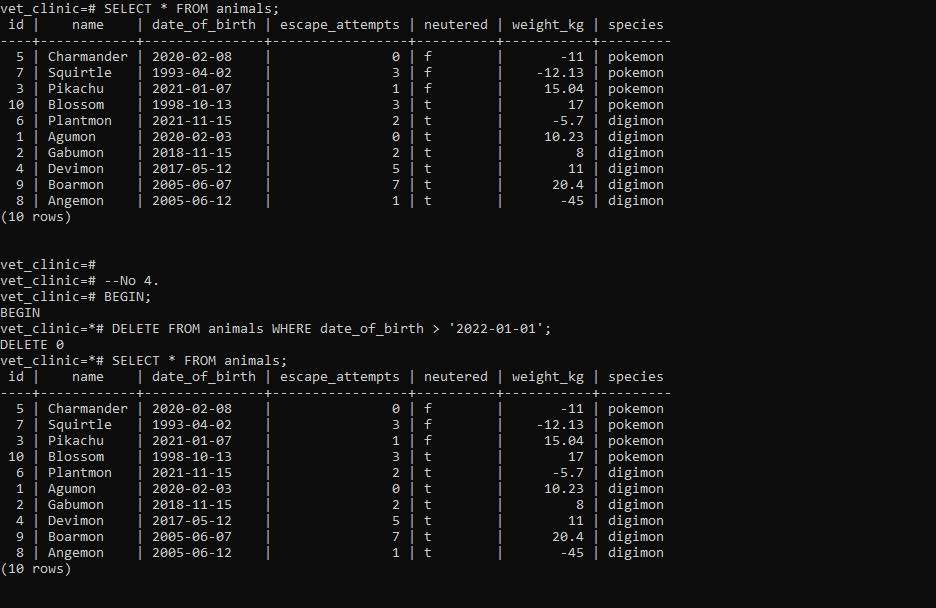 vet_clinic=# SELECT * FROM animals;
 id |    name    | date_of_birth | escape_attempts | neutered | weight_kg | species
----+------------+---------------+-----------------+----------+-----------+---------
  5 | Charmander | 2020-02-08    |               0 | f        |       -11 | pokemon
  7 | Squirtle   | 1993-04-02    |               3 | f        |    -12.13 | pokemon
  3 | Pikachu    | 2021-01-07    |               1 | f        |     15.04 | pokemon
 10 | Blossom    | 1998-10-13    |               3 | t        |        17 | pokemon
  6 | Plantmon   | 2021-11-15    |               2 | t        |      -5.7 | digimon
  1 | Agumon     | 2020-02-03    |               0 | t        |     10.23 | digimon
  2 | Gabumon    | 2018-11-15    |               2 | t        |         8 | digimon
  4 | Devimon    | 2017-05-12    |               5 | t        |        11 | digimon
  9 | Boarmon    | 2005-06-07    |               7 | t        |      20.4 | digimon
  8 | Angemon    | 2005-06-12    |               1 | t        |       -45 | digimon
(10 rows)
vet_clinic=#
vet_clinic=# --No 4.
vet_clinic=# BEGIN;
BEGIN
vet_clinic=*# DELETE FROM animals WHERE date_of_birth > '2022-01-01';
DELETE 0
vet_clinic=*# SELECT * FROM animals;
 id |    name    | date_of_birth | escape_attempts | neutered | weight_kg | species
----+------------+---------------+-----------------+----------+-----------+---------
  5 | Charmander | 2020-02-08    |               0 | f        |       -11 | pokemon
  7 | Squirtle   | 1993-04-02    |               3 | f        |    -12.13 | pokemon
  3 | Pikachu    | 2021-01-07    |               1 | f        |     15.04 | pokemon
 10 | Blossom    | 1998-10-13    |               3 | t        |        17 | pokemon
  6 | Plantmon   | 2021-11-15    |               2 | t        |      -5.7 | digimon
  1 | Agumon     | 2020-02-03    |               0 | t        |     10.23 | digimon
  2 | Gabumon    | 2018-11-15    |               2 | t        |         8 | digimon
  4 | Devimon    | 2017-05-12    |               5 | t        |        11 | digimon
  9 | Boarmon    | 2005-06-07    |               7 | t        |      20.4 | digimon
  8 | Angemon    | 2005-06-12    |               1 | t        |       -45 | digimon
(10 rows)